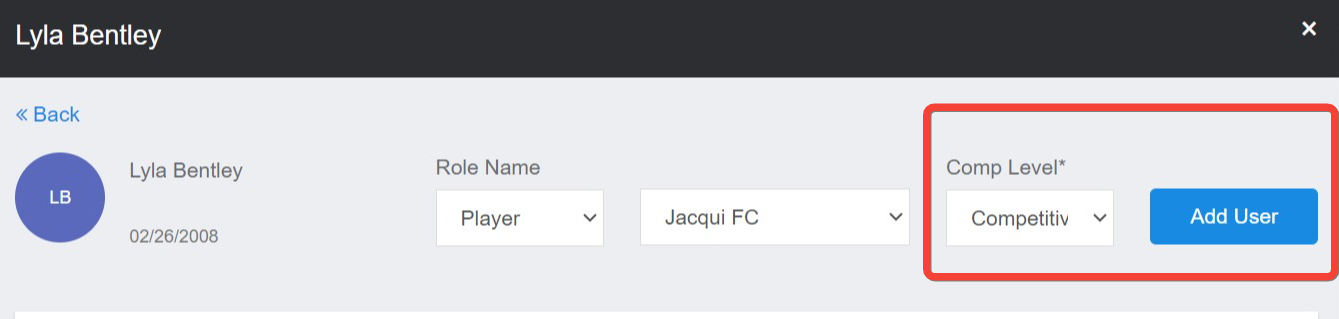 Lyla Bentley
×
« Back
LB
Lyla Bentley
02/26/2008
Role Name
Player
Jacqui FC
Comp Level*
Competitiv
Add User